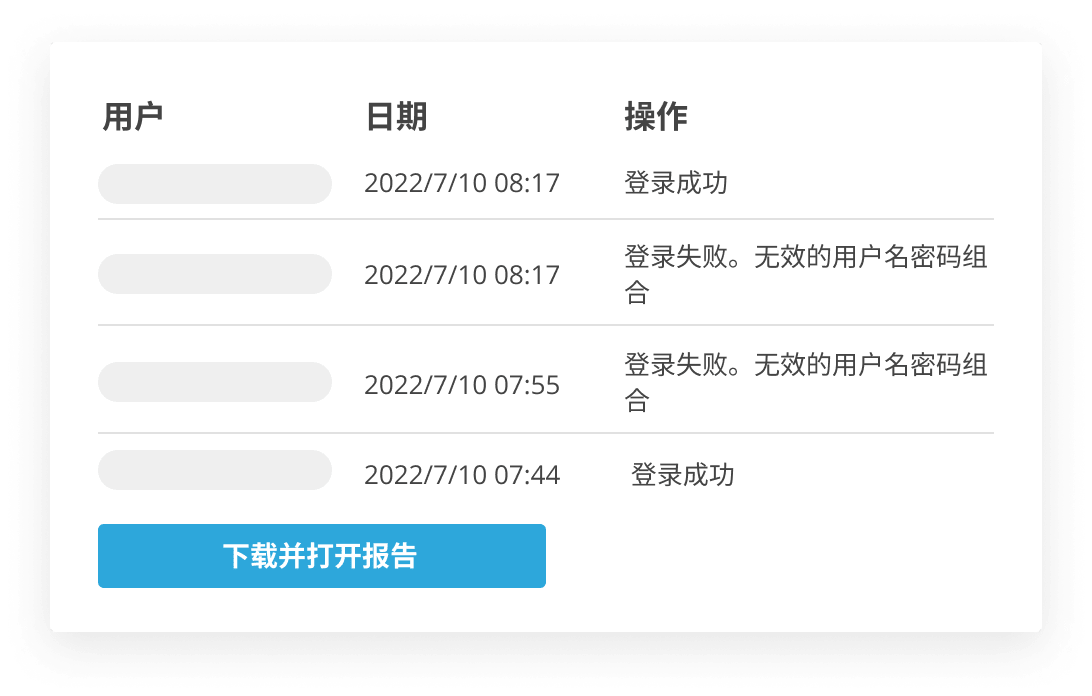 用户 日期 操作
2022/7/10 08:17 登录成功
2022/7/10 08:17 登录失败。无效的用户名密码组
合
2022/7/10 07:55 登录失败。无效的用户名密码组
合
2022/7/10 07:44 登录成功
下载并打开报告